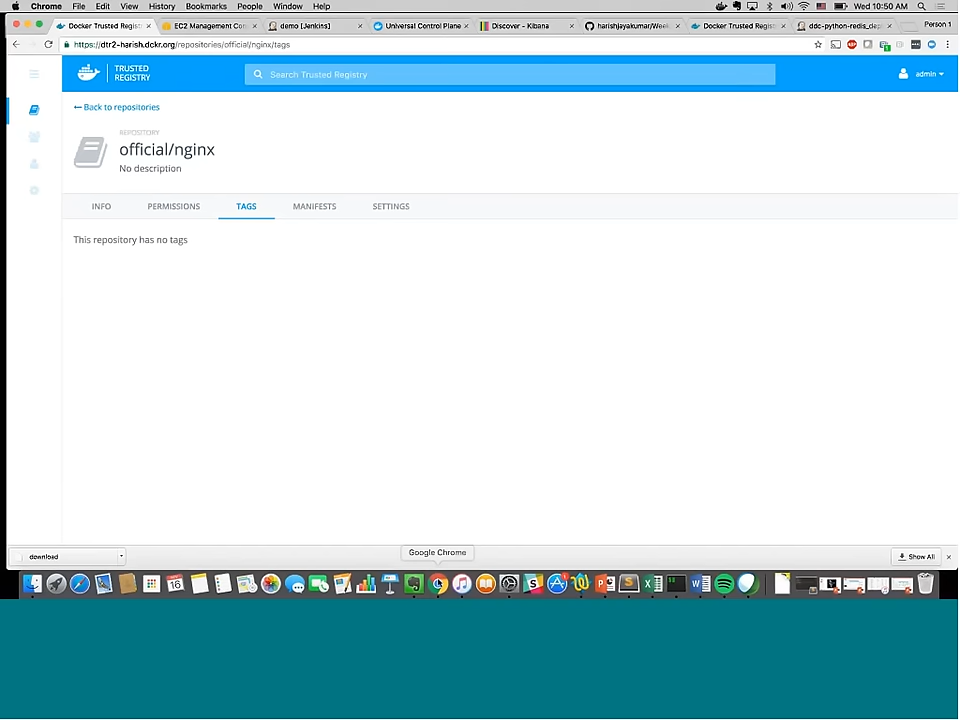 Chrome File Edit View History Bookmarks People Window Help Wed 10:50 AM
Docker Trusted Regist EC2 Management Con demo [Jenkins] Universal Control Plane Discover - Kibana harishjayakumar/Week Docker Trusted Regist ddc-python-redis_dep Person 1
https://dtr2-harish.dckr.org/repositories/official/nginx/tags
TRUSTED
REGISTRY
Search Trusted Registry
admin
Back to repositories
REPOSITORY
official/nginx
No description
INFO PERMISSIONS TAGS MANIFESTS SETTINGS
This repository has no tags
Google Chrome
download
Show All